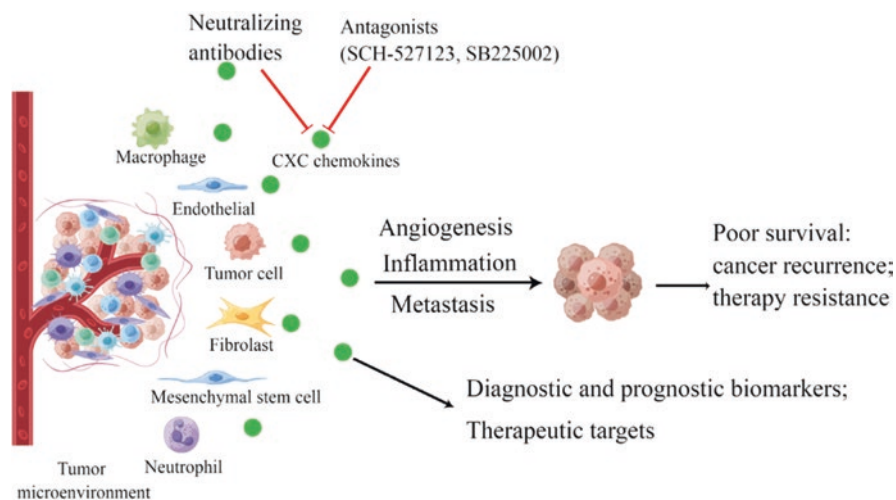 Neutralizing
antibodies
Antagonists
(SCH-527123, SB225002)
Macrophage
CXC chemokines
Endothelial
Tumor cell
Fibrolast
Mesenchymal stem cell
Neutrophil
Tumor
microenvironment
Angiogenesis
Inflammation
Metastasis
Poor survival:
cancer recurrence;
therapy resistance
Diagnostic and prognostic biomarkers;
Therapeutic targets